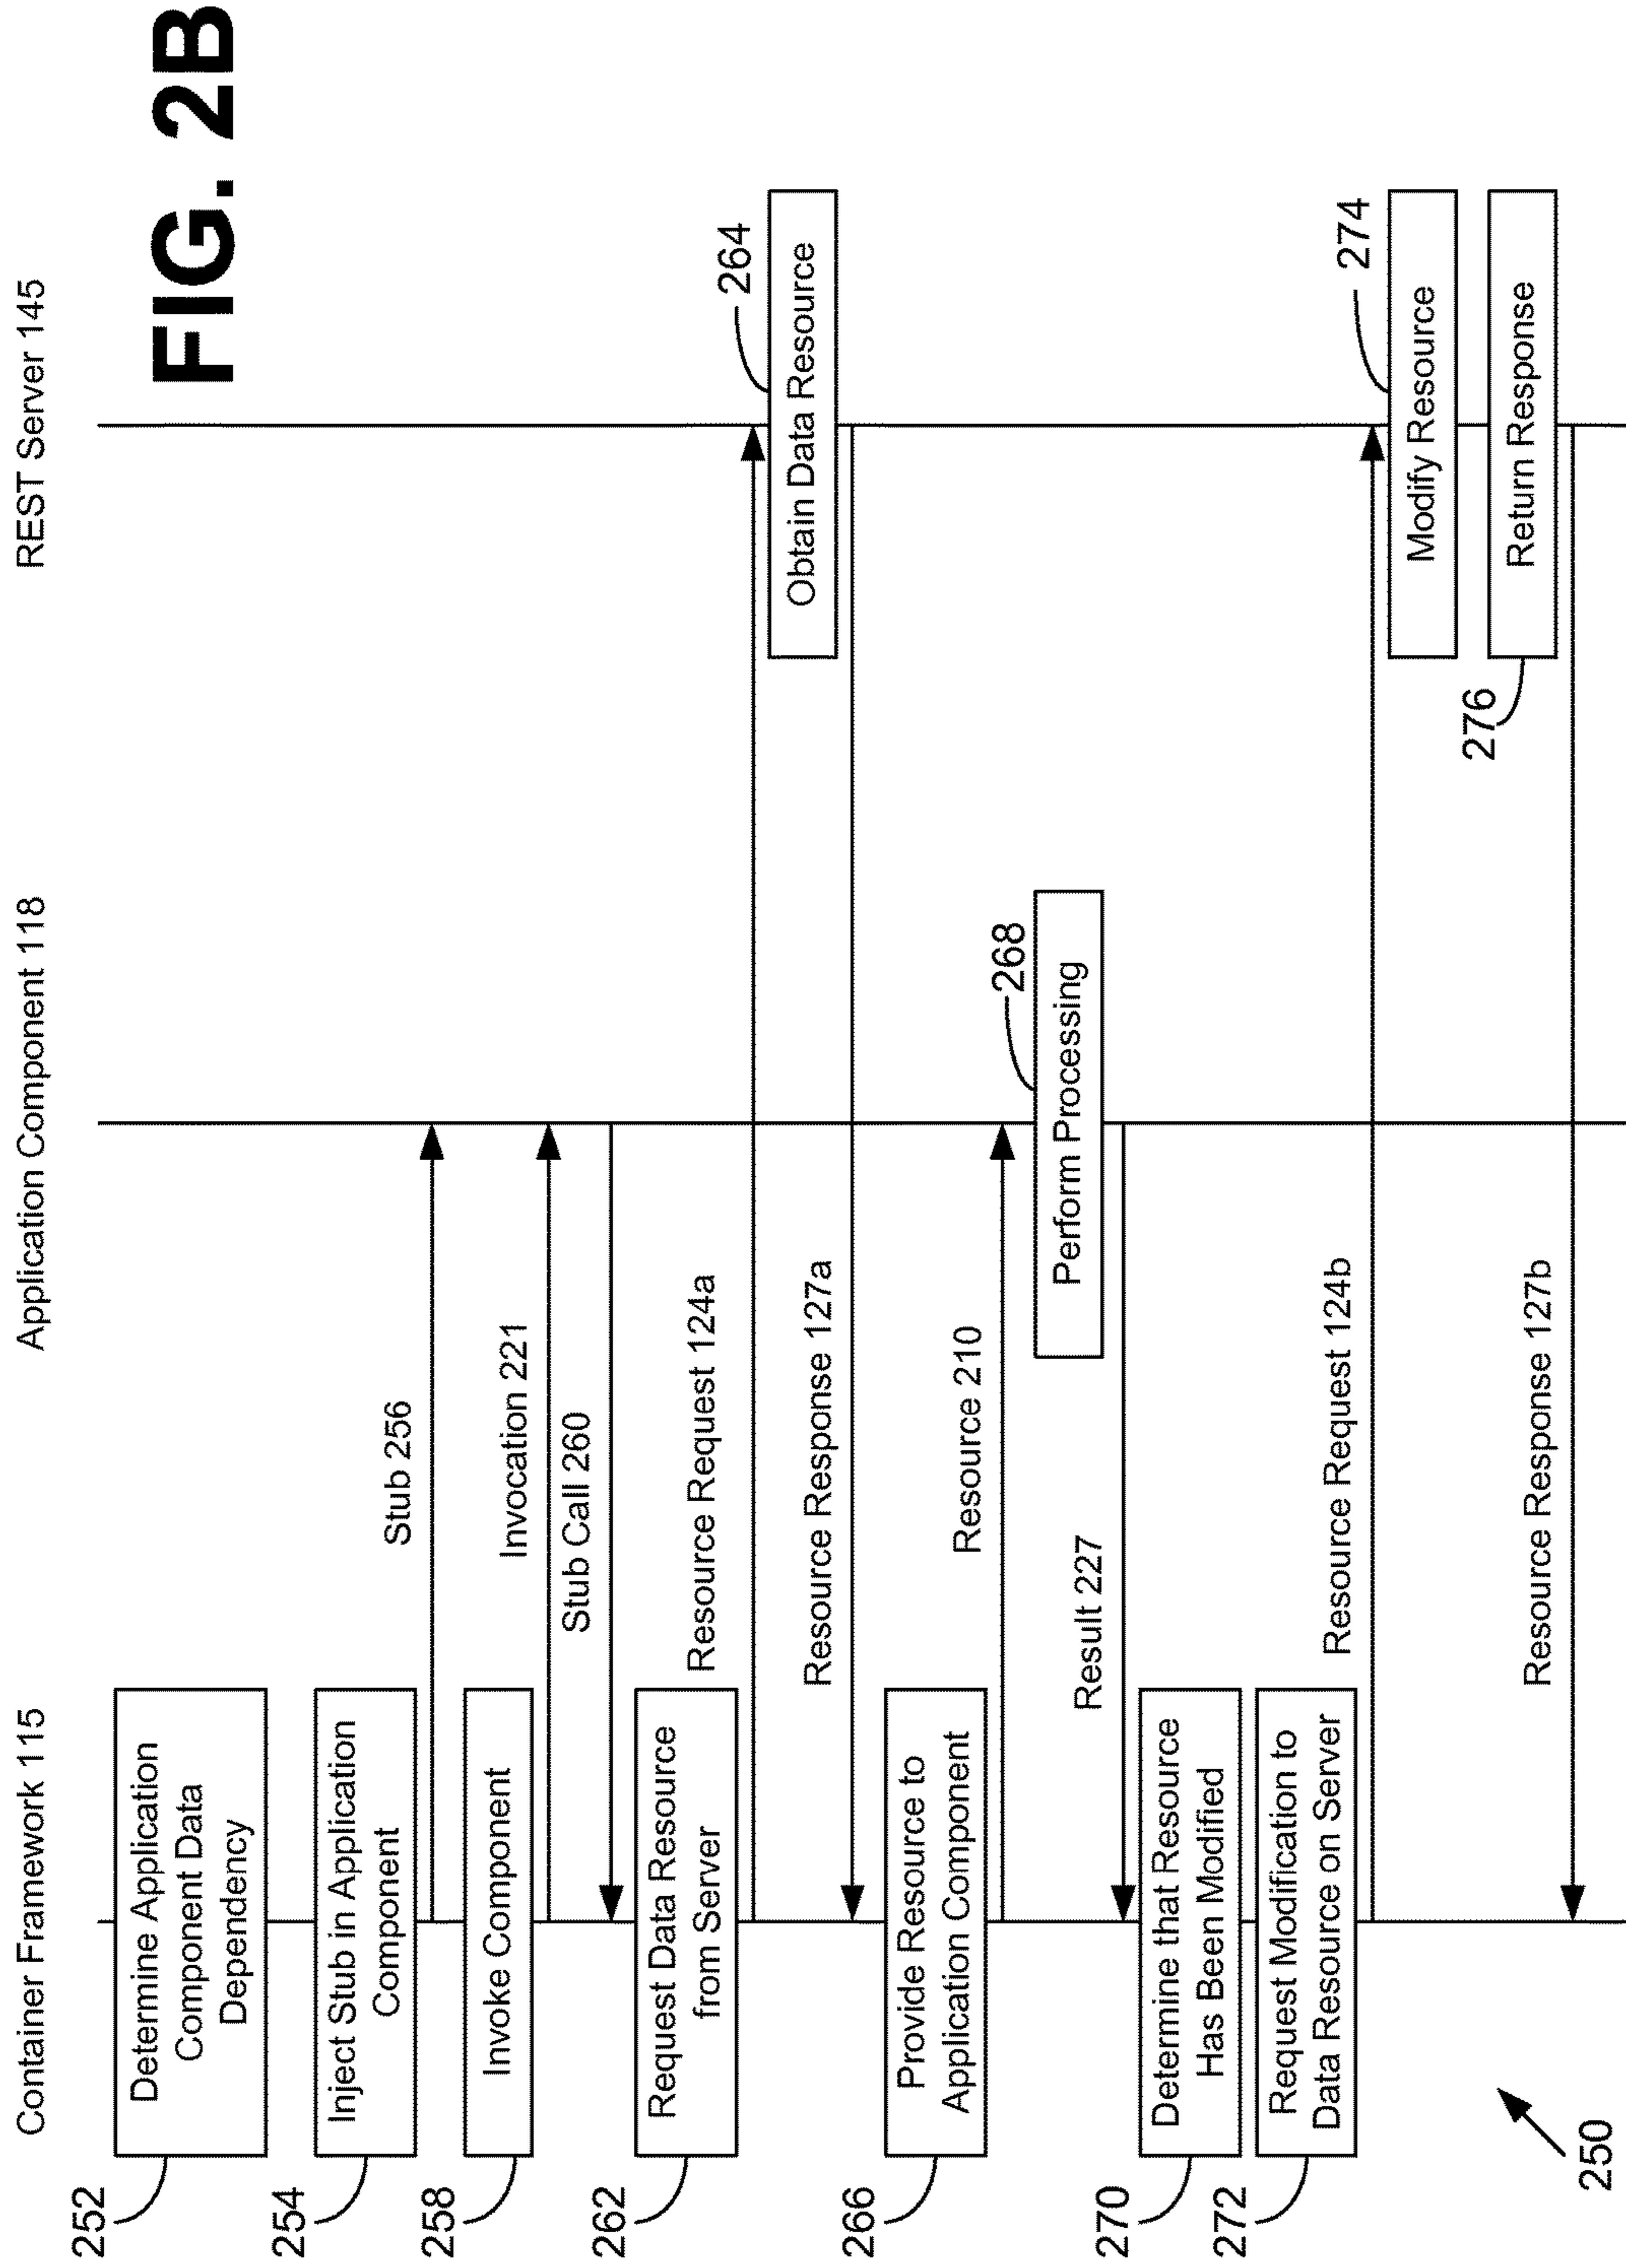 Container Framework 115
Application Component 118
REST Server 145
FIG. 2B
252
Determine Application
Component Data
Dependency
254
Inject Stub in Application
Component
Stub 256
258
Invoke Component
Invocation 221
Stub Call 260
262
Request Data Resource
from Server
Resource Request 124a
264
Obtain Data Resource
Resource Response 127a
266
Provide Resource to
Application Component
Resource 210
268
Perform Processing
Result 227
270
Determine that Resource
Has Been Modified
272
Request Modification to
Data Resource on Server
Resource Request 124b
274
Modify Resource
276
Return Response
Resource Response 127b
250